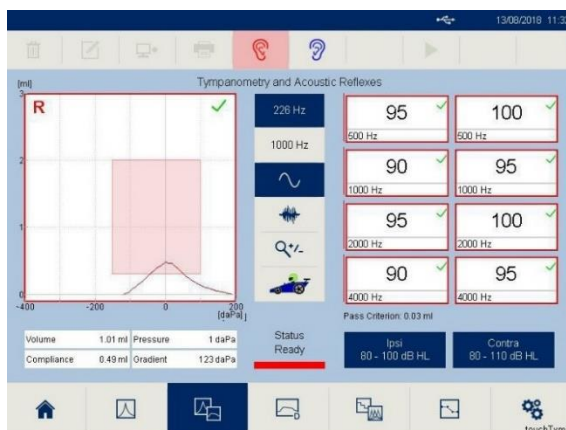 13/08/2018 11:3
Tympanometry and Acoustic Reflexes
[ml]
3
R
2
1
0
-400 -200 0 200
[daPa]
226 Hz
1000 Hz
+/-
95 100
500 Hz 500 Hz
90 95
1000 Hz 1000 Hz
95 100
2000 Hz 2000 Hz
90 95
4000 Hz 4000 Hz
Pass Criterion: 0.03 ml
Volume 1.01 ml Pressure 1 daPa
Compliance 0.49 ml Gradient 123 daPa
Status
Ready
Ipsi
80 - 100 dB HL
Contra
80 - 110 dB HL
D
touchTym